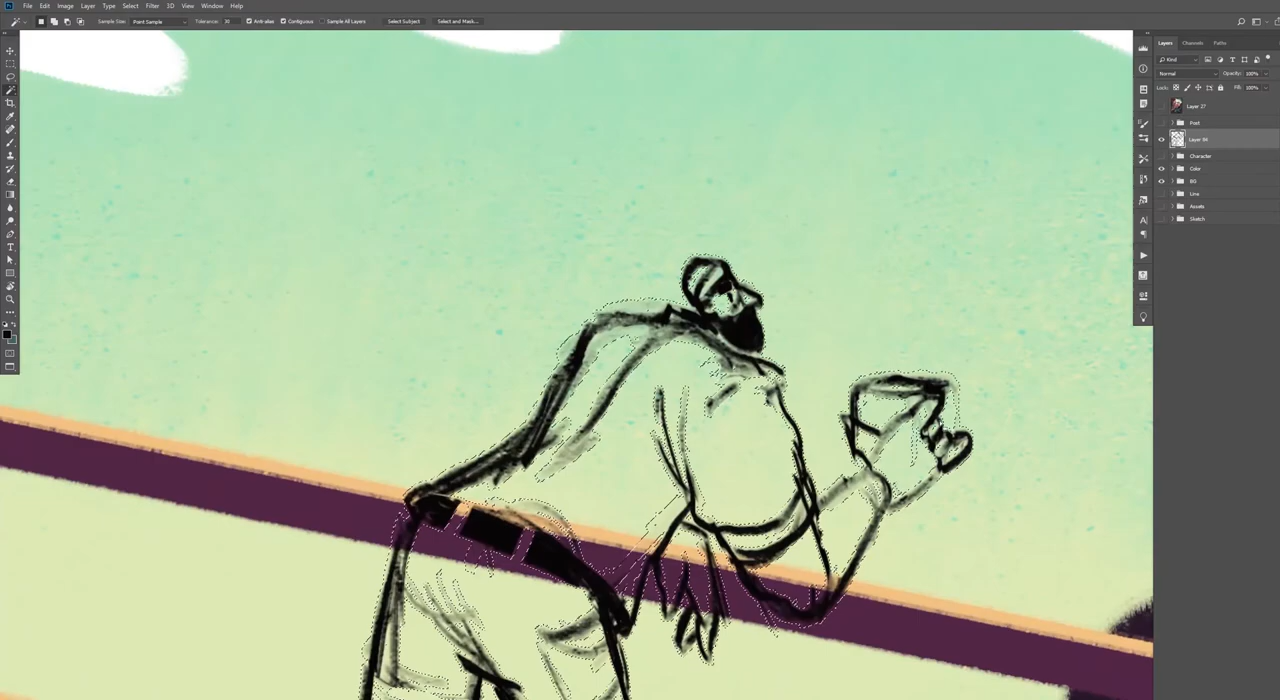 File Edit Image Layer Type Select Filter 3D View Window Help
Sample Size: Point Sample Tolerance: 30 Anti-alias Contiguous Sample All Layers Select Subject Select and Mask...
Layers Channels Paths
Kind
Normal Opacity: 100%
Lock: Fill: 100%
Layer 27
Post
Layer
Character
Color
BG
Line
Assets
Sketch